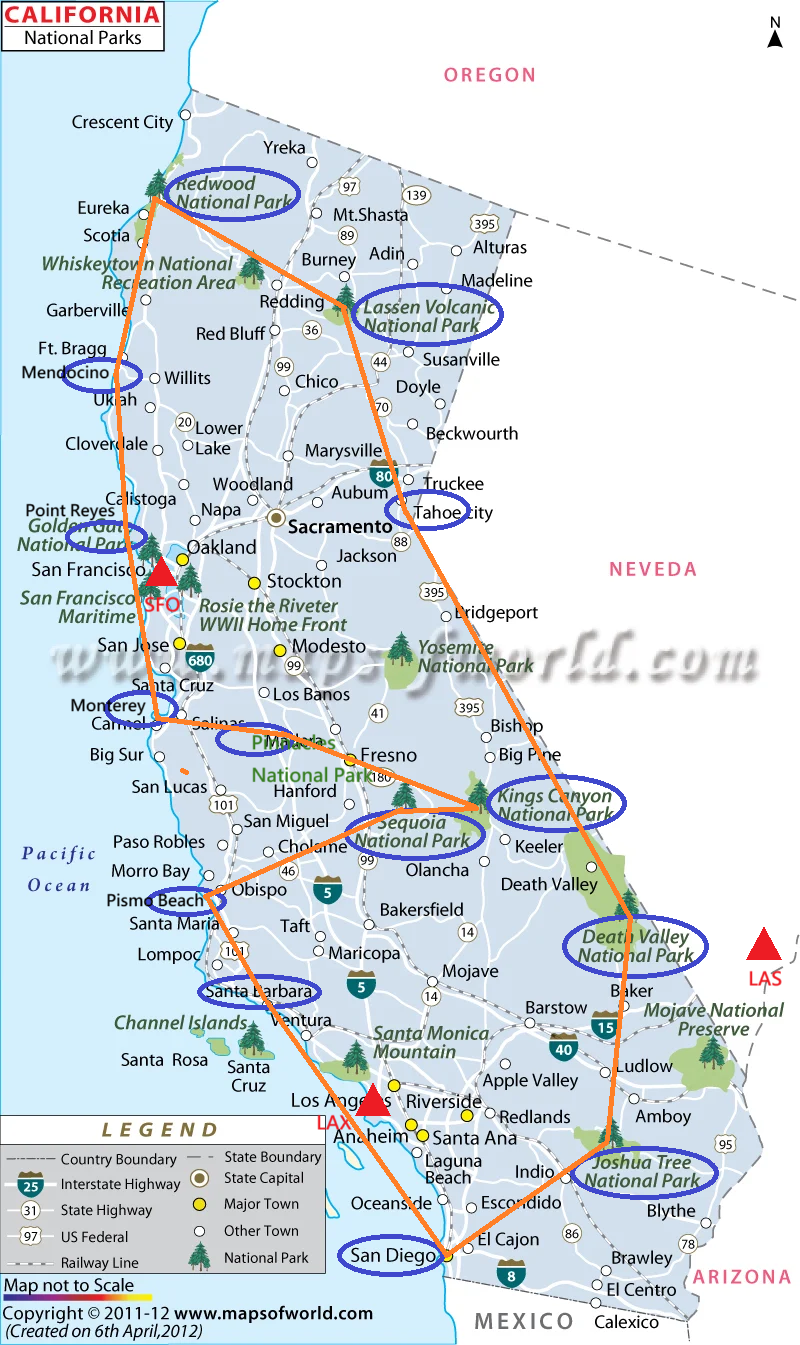 CALIFORNIA
National Parks
N
OREGON
Crescent City
Yreka
97
139
Redwood
National Park
Eureka
Mt.Shasta
395
Scotia
89
Adin
Alturas
Whiskeytown National
Recreation Area
Burney
Madeline
Garberville
Redding
Lassen Volcanic
National Park
Red Bluff
36
Ft. Bragg
Susanville
Mendocino
Willits
99
44
Chico
Doyle
Ukiah
70
20
Lower
Lake
Beckwourth
Cloverdale
Marysville
80
Truckee
Calistoga
Woodland
Auburn
Point Reyes
Napa
Tahoe city
Golden Gate
National Park
Sacramento
88
Oakland
Jackson
San Francisco
NEVEDA
SFO
Stockton
395
San Francisco
Maritime
Rosie the Riveter
WWII Home Front
Bridgeport
San Jose
680
Modesto
Yosemite
National Park
www.mapsofworld.com
99
Santa Cruz
Los Banos
Monterey
Carmel
Salinas
41
395
Madera
Pinnacles
National Park
Bishop
Big Sur
Fresno
Big Pine
180
San Lucas
Hanford
Kings Canyon
National Park
101
San Miguel
Sequoia
National Park
Paso Robles
Cholame
Keeler
Pacific
Ocean
Morro Bay
46
99
Olancha
Death Valley
Obispo
5
Pismo Beach
Bakersfield
Santa Maria
Taft
14
Death Valley
National Park
Lompoc
101
Maricopa
LAS
Mojave
5
14
Santa Barbara
Baker
Barstow
Mojave National
Preserve
Channel Islands
Ventura
15
Santa Monica
Mountain
40
Santa Rosa
Santa
Cruz
Ludlow
Apple Valley
Los Angeles
Riverside
Redlands
Amboy
LAX
Anaheim
Santa Ana
95
Laguna
Beach
Indio
Joshua Tree
National Park
Oceanside
Escondido
Blythe
San Diego
El Cajon
86
78
8
Brawley
El Centro
ARIZONA
MEXICO
Calexico
LEGEND
Country Boundary
State Boundary
25
Interstate Highway
State Capital
31
State Highway
Major Town
97
US Federal
Other Town
Railway Line
National Park
Map not to Scale
Copyright © 2011-12 www.mapsofworld.com
(Created on 6th April,2012)